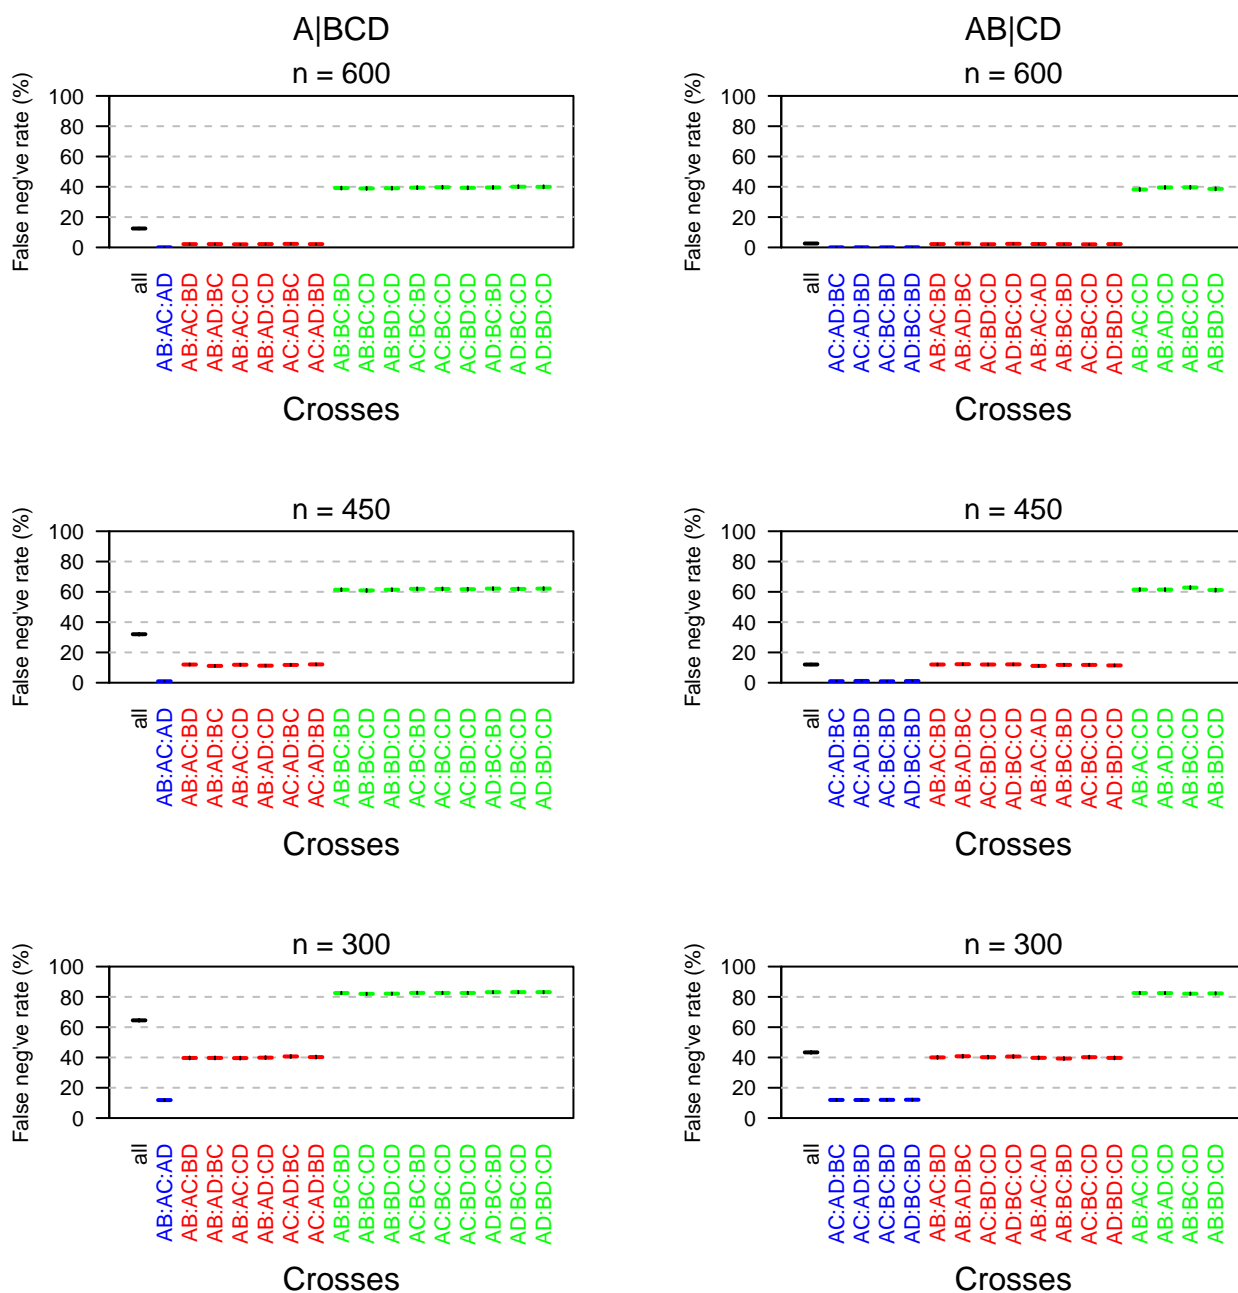 A|BCD
n = 600
False neg've rate (%)
100
80
60
40
20
0
all
AB:AC:AD
AB:AC:BD
AB:AD:BC
AB:AC:CD
AB:AD:CD
AC:AD:BC
AC:AD:BD
AB:BC:BD
AB:BC:CD
AB:BD:CD
AC:BC:BD
AC:BC:CD
AC:BD:CD
AD:BC:BD
AD:BC:CD
AD:BD:CD
Crosses
AB|CD
n = 600
False neg've rate (%)
100
80
60
40
20
0
all
AC:AD:BC
AC:AD:BD
AC:BC:BD
AD:BC:BD
AB:AC:BD
AB:AD:BC
AC:BD:CD
AD:BC:CD
AB:AC:AD
AB:BC:BD
AC:BC:CD
AD:BD:CD
AB:AC:CD
AB:AD:CD
AB:BC:CD
AB:BD:CD
Crosses
n = 450
False neg've rate (%)
100
80
60
40
20
0
all
AB:AC:AD
AB:AC:BD
AB:AD:BC
AB:AC:CD
AB:AD:CD
AC:AD:BC
AC:AD:BD
AB:BC:BD
AB:BC:CD
AB:BD:CD
AC:BC:BD
AC:BC:CD
AC:BD:CD
AD:BC:BD
AD:BC:CD
AD:BD:CD
Crosses
n = 450
False neg've rate (%)
100
80
60
40
20
0
all
AC:AD:BC
AC:AD:BD
AC:BC:BD
AD:BC:BD
AB:AC:BD
AB:AD:BC
AC:BD:CD
AD:BC:CD
AB:AC:AD
AB:BC:BD
AC:BC:CD
AD:BD:CD
AB:AC:CD
AB:AD:CD
AB:BC:CD
AB:BD:CD
Crosses
n = 300
False neg've rate (%)
100
80
60
40
20
0
all
AB:AC:AD
AB:AC:BD
AB:AD:BC
AB:AC:CD
AB:AD:CD
AC:AD:BC
AC:AD:BD
AB:BC:BD
AB:BC:CD
AB:BD:CD
AC:BC:BD
AC:BC:CD
AC:BD:CD
AD:BC:BD
AD:BC:CD
AD:BD:CD
Crosses
n = 300
False neg've rate (%)
100
80
60
40
20
0
all
AC:AD:BC
AC:AD:BD
AC:BC:BD
AD:BC:BD
AB:AC:BD
AB:AD:BC
AC:BD:CD
AD:BC:CD
AB:AC:AD
AB:BC:BD
AC:BC:CD
AD:BD:CD
AB:AC:CD
AB:AD:CD
AB:BC:CD
AB:BD:CD
Crosses